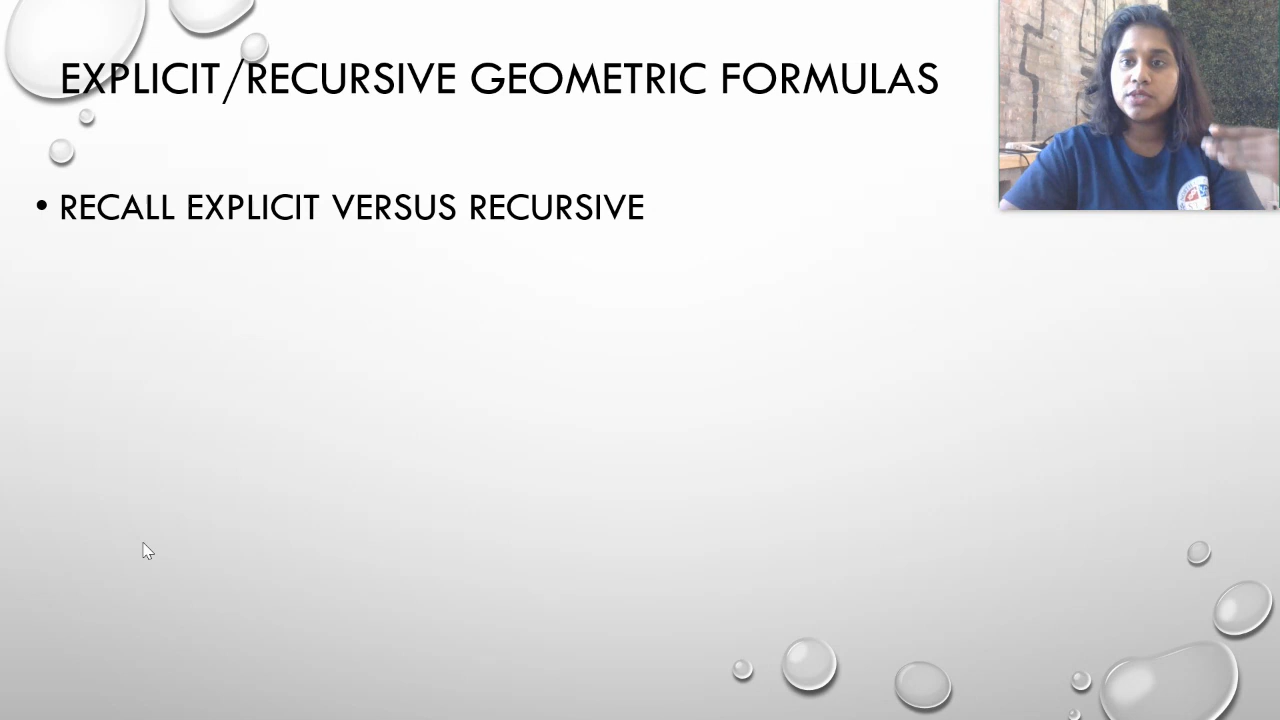 EXPLICIT/RECURSIVE GEOMETRIC FORMULAS
• RECALL EXPLICIT VERSUS RECURSIVE